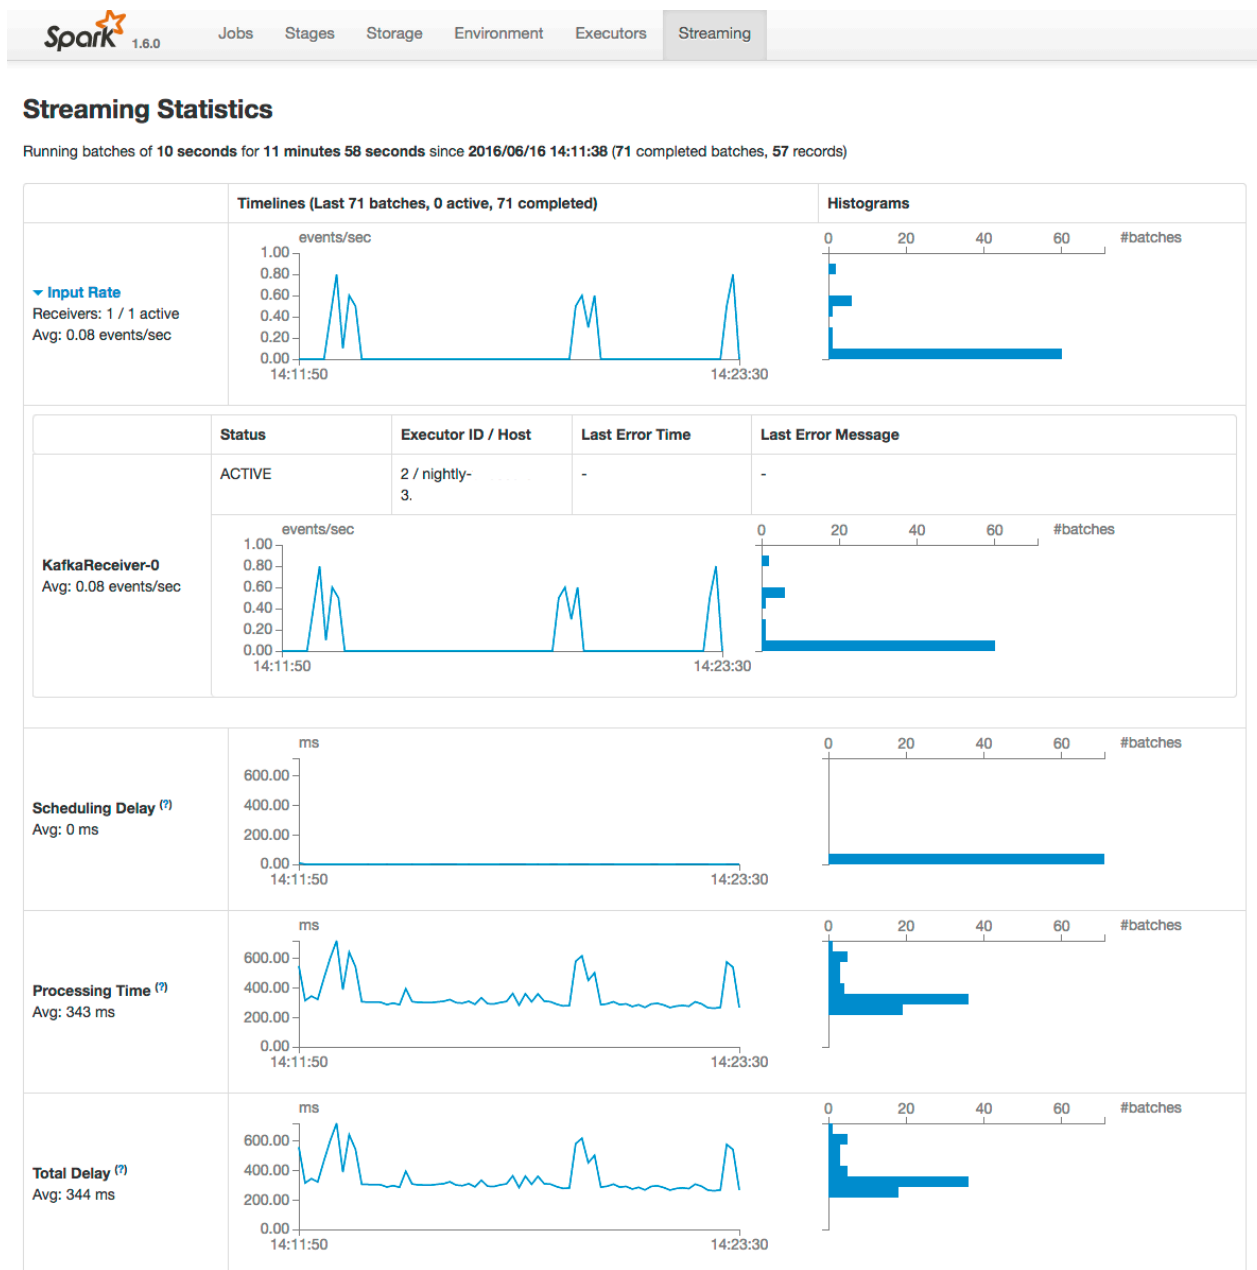 Spark 1.6.0 Jobs Stages Storage Environment Executors Streaming
Streaming Statistics
Running batches of 10 seconds for 11 minutes 58 seconds since 2016/06/16 14:11:38 (71 completed batches, 57 records)
Timelines (Last 71 batches, 0 active, 71 completed) Histograms
events/sec 0 20 40 60 #batches
1.00
0.80
0.60
0.40
0.20
0.00
14:11:50 14:23:30
Input Rate
Receivers: 1 / 1 active
Avg: 0.08 events/sec
Status Executor ID / Host Last Error Time Last Error Message
ACTIVE 2 / nightly- - -
3.
KafkaReceiver-0
Avg: 0.08 events/sec
events/sec 0 20 40 60 #batches
1.00
0.80
0.60
0.40
0.20
0.00
14:11:50 14:23:30
Scheduling Delay (?)
Avg: 0 ms
ms 0 20 40 60 #batches
600.00
400.00
200.00
0.00
14:11:50 14:23:30
Processing Time (?)
Avg: 343 ms
ms 0 20 40 60 #batches
600.00
400.00
200.00
0.00
14:11:50 14:23:30
Total Delay (?)
Avg: 344 ms
ms 0 20 40 60 #batches
600.00
400.00
200.00
0.00
14:11:50 14:23:30